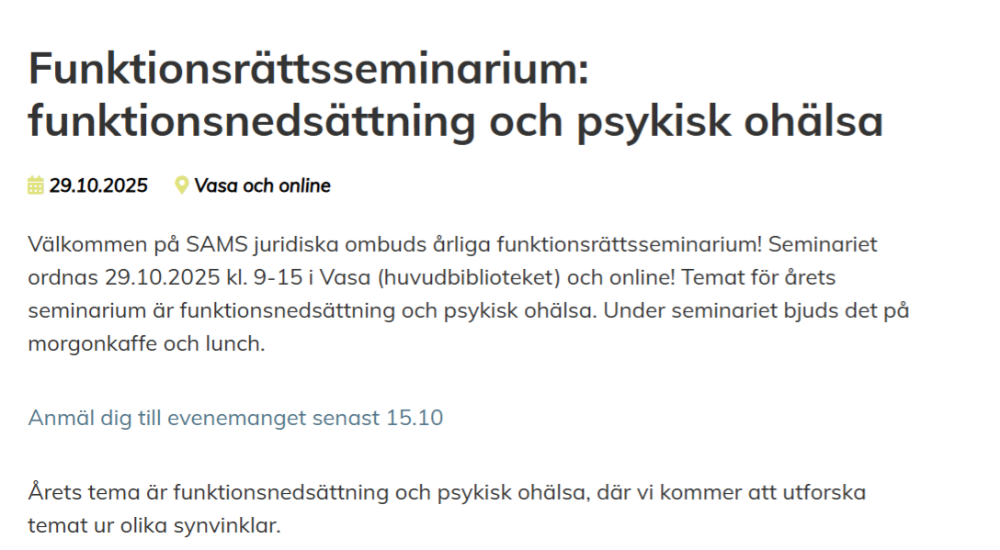 Funktionsrättsseminarium:
funktionsnedsättning och psykisk ohälsa
29.10.2025 Vasa och online
Välkommen på SAMS juridiska ombuds årliga funktionsrättsseminarium! Seminariet
ordnas 29.10.2025 kl. 9-15 i Vasa (huvudbiblioteket) och online! Temat för årets
seminarium är funktionsnedsättning och psykisk ohälsa. Under seminariet bjuds det på
morgonkaffe och lunch.
Anmäl dig till evenemanget senast 15.10
Årets tema är funktionsnedsättning och psykisk ohälsa, där vi kommer att utforska
temat ur olika synvinklar.